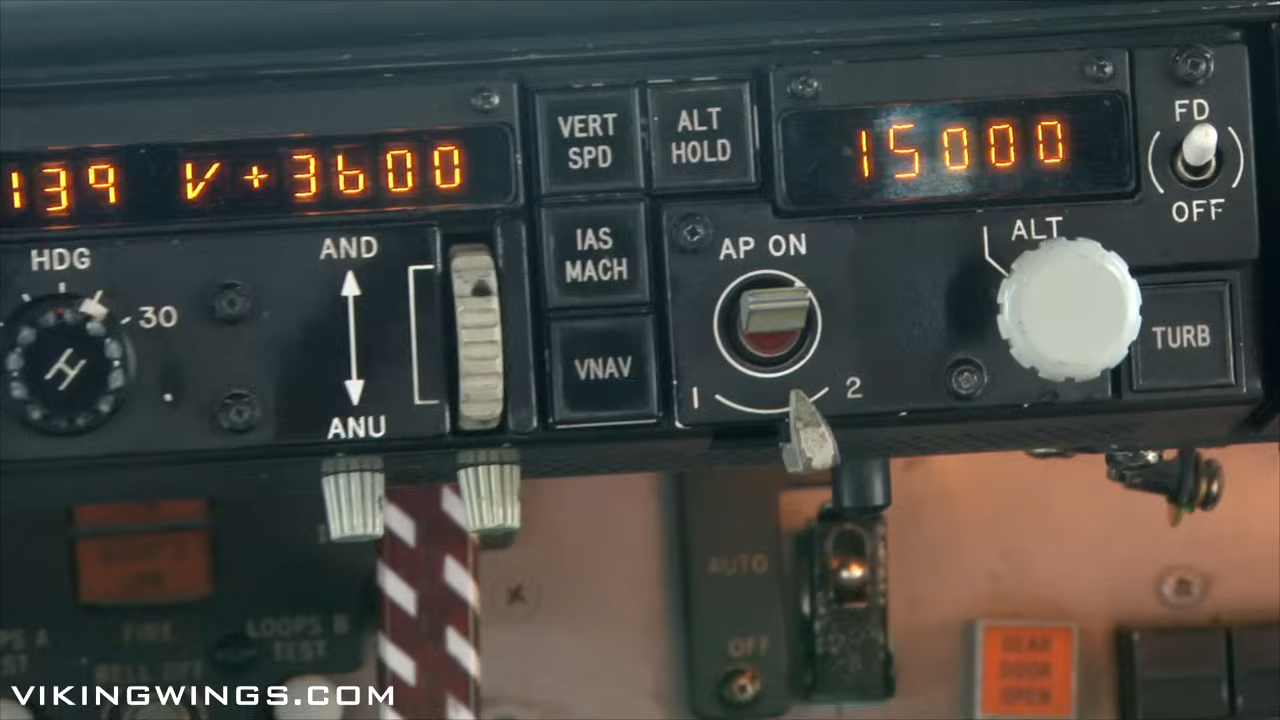 139 V+3600
VERT
SPD
ALT
HOLD
15000
FD
OFF
HDG
30
AND
ANU
IAS
MACH
VNAV
AP ON
1 2
ALT
TURB
AUTO
OFF
FIRE
BELL OFF
LOOPS B
TEST
GEAR
DOOR
OPEN
VIKINGWINGS.COM